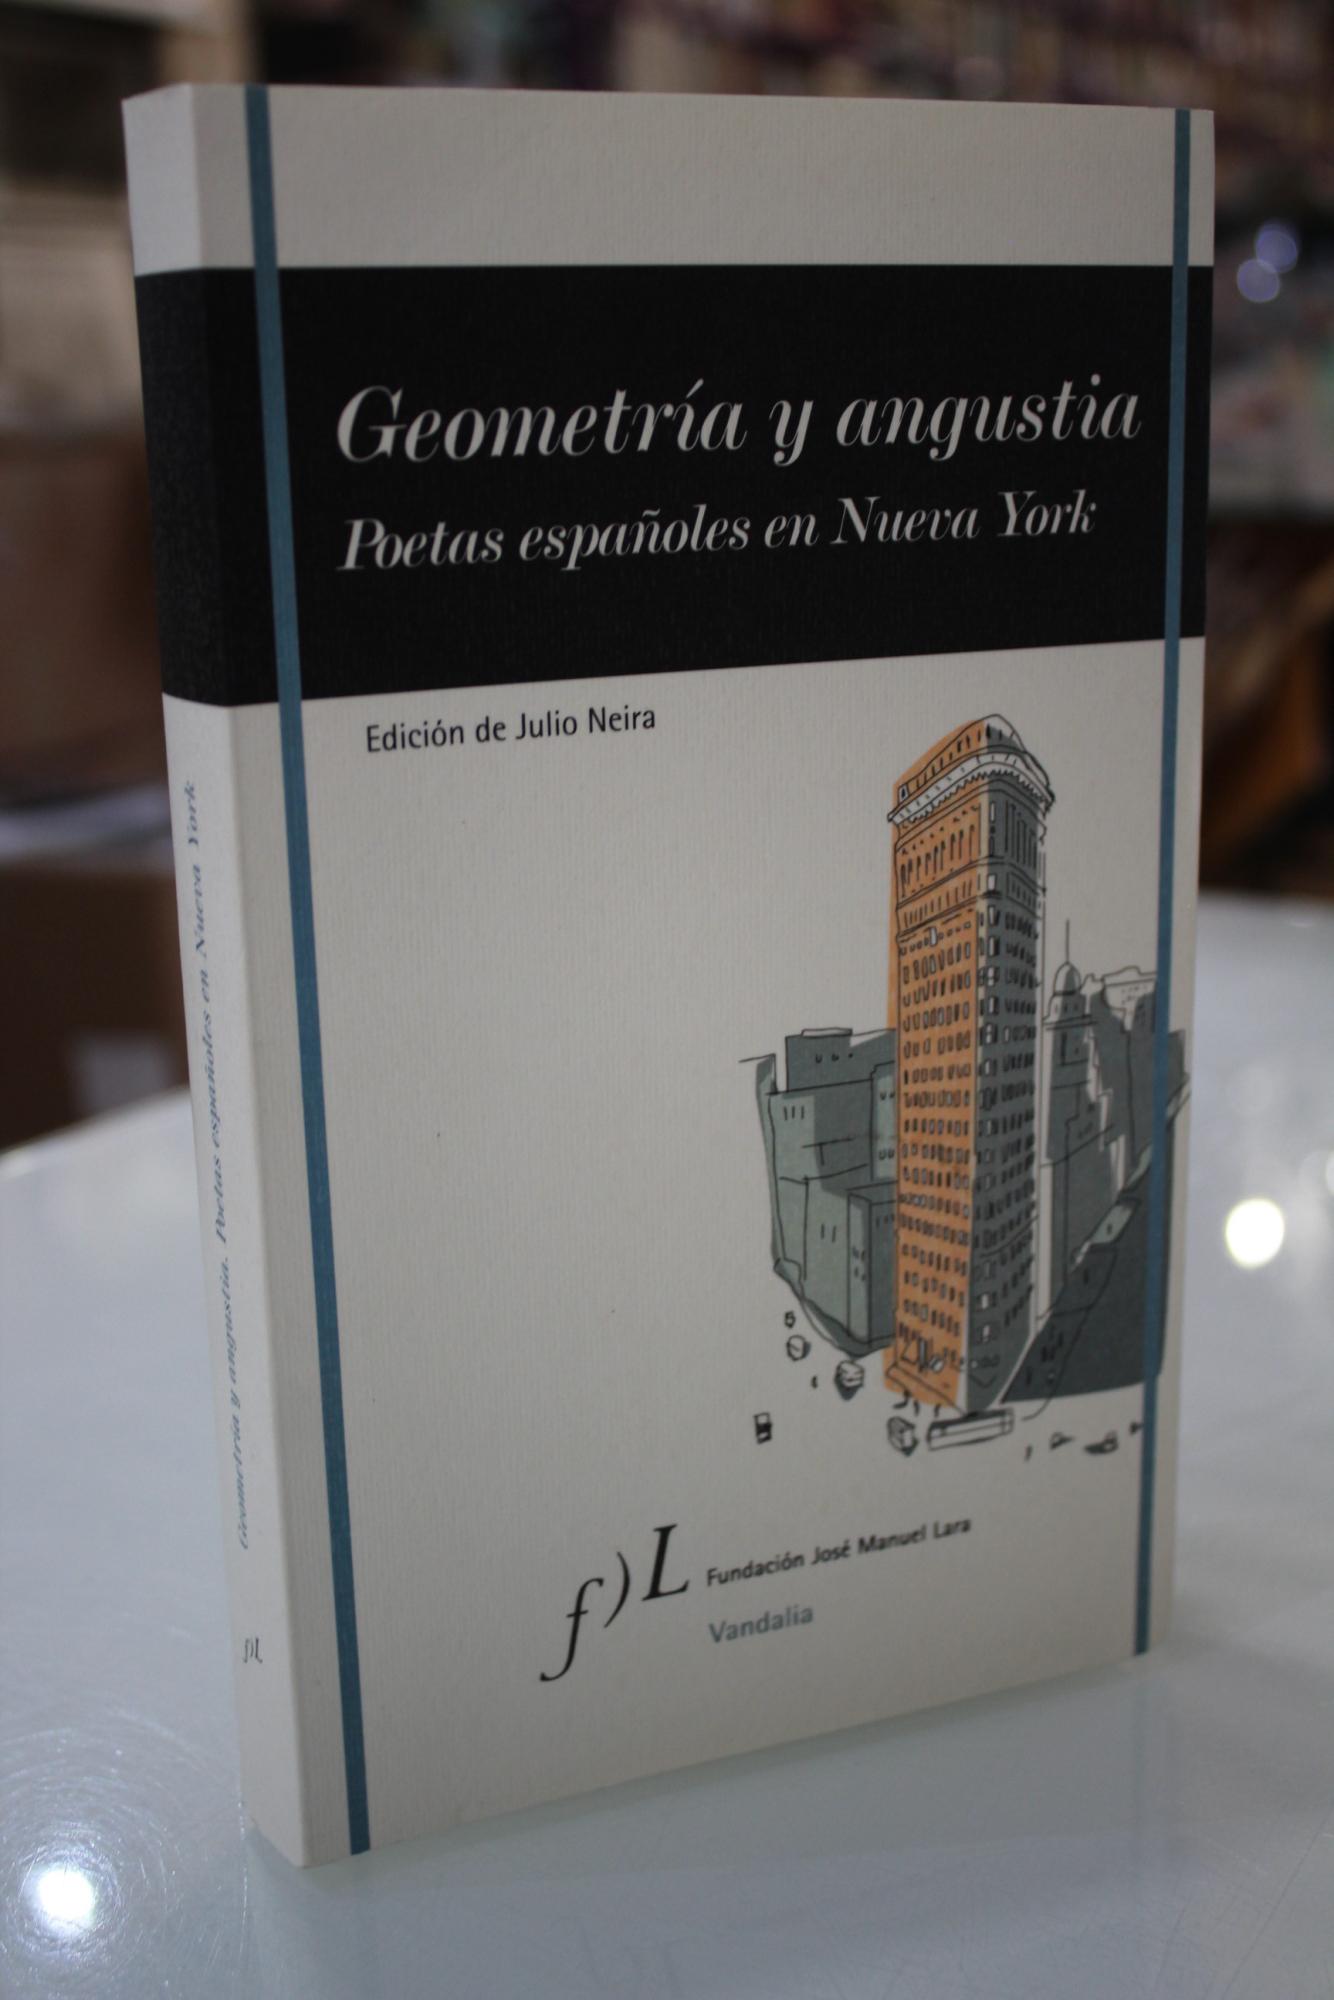 Geometría y angustia
Poetas españoles en Nueva York
Edición de Julio Neira
Geometría y angustia. Poetas españoles en Nueva York
f)L
f)L Fundación José Manuel Lara
Vandalia